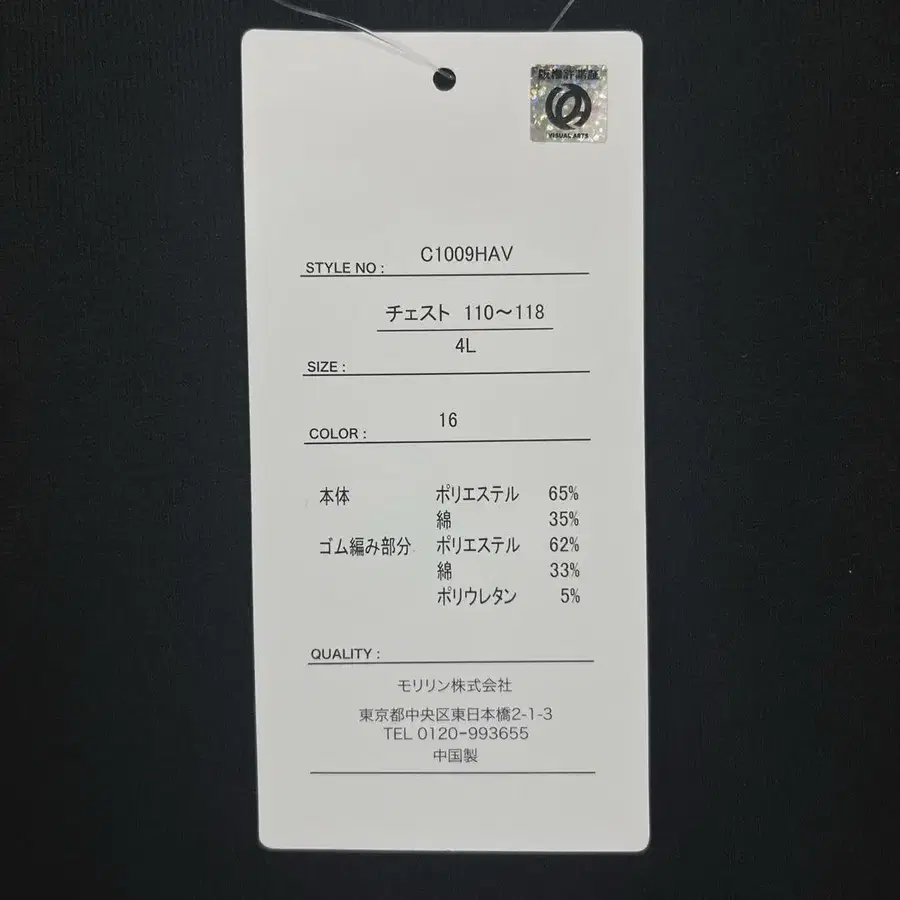 版権許諾証
VISUAL ARTS
STYLE NO : C1009HAV
チェスト 110～118
4L
SIZE :
16
COLOR :
本体 ポリエステル 65%
綿 35%
ゴム編み部分 ポリエステル 62%
綿 33%
ポリウレタン 5%
QUALITY :
モリリン株式会社
東京都中央区東日本橋2-1-3
TEL 0120-993655
中国製